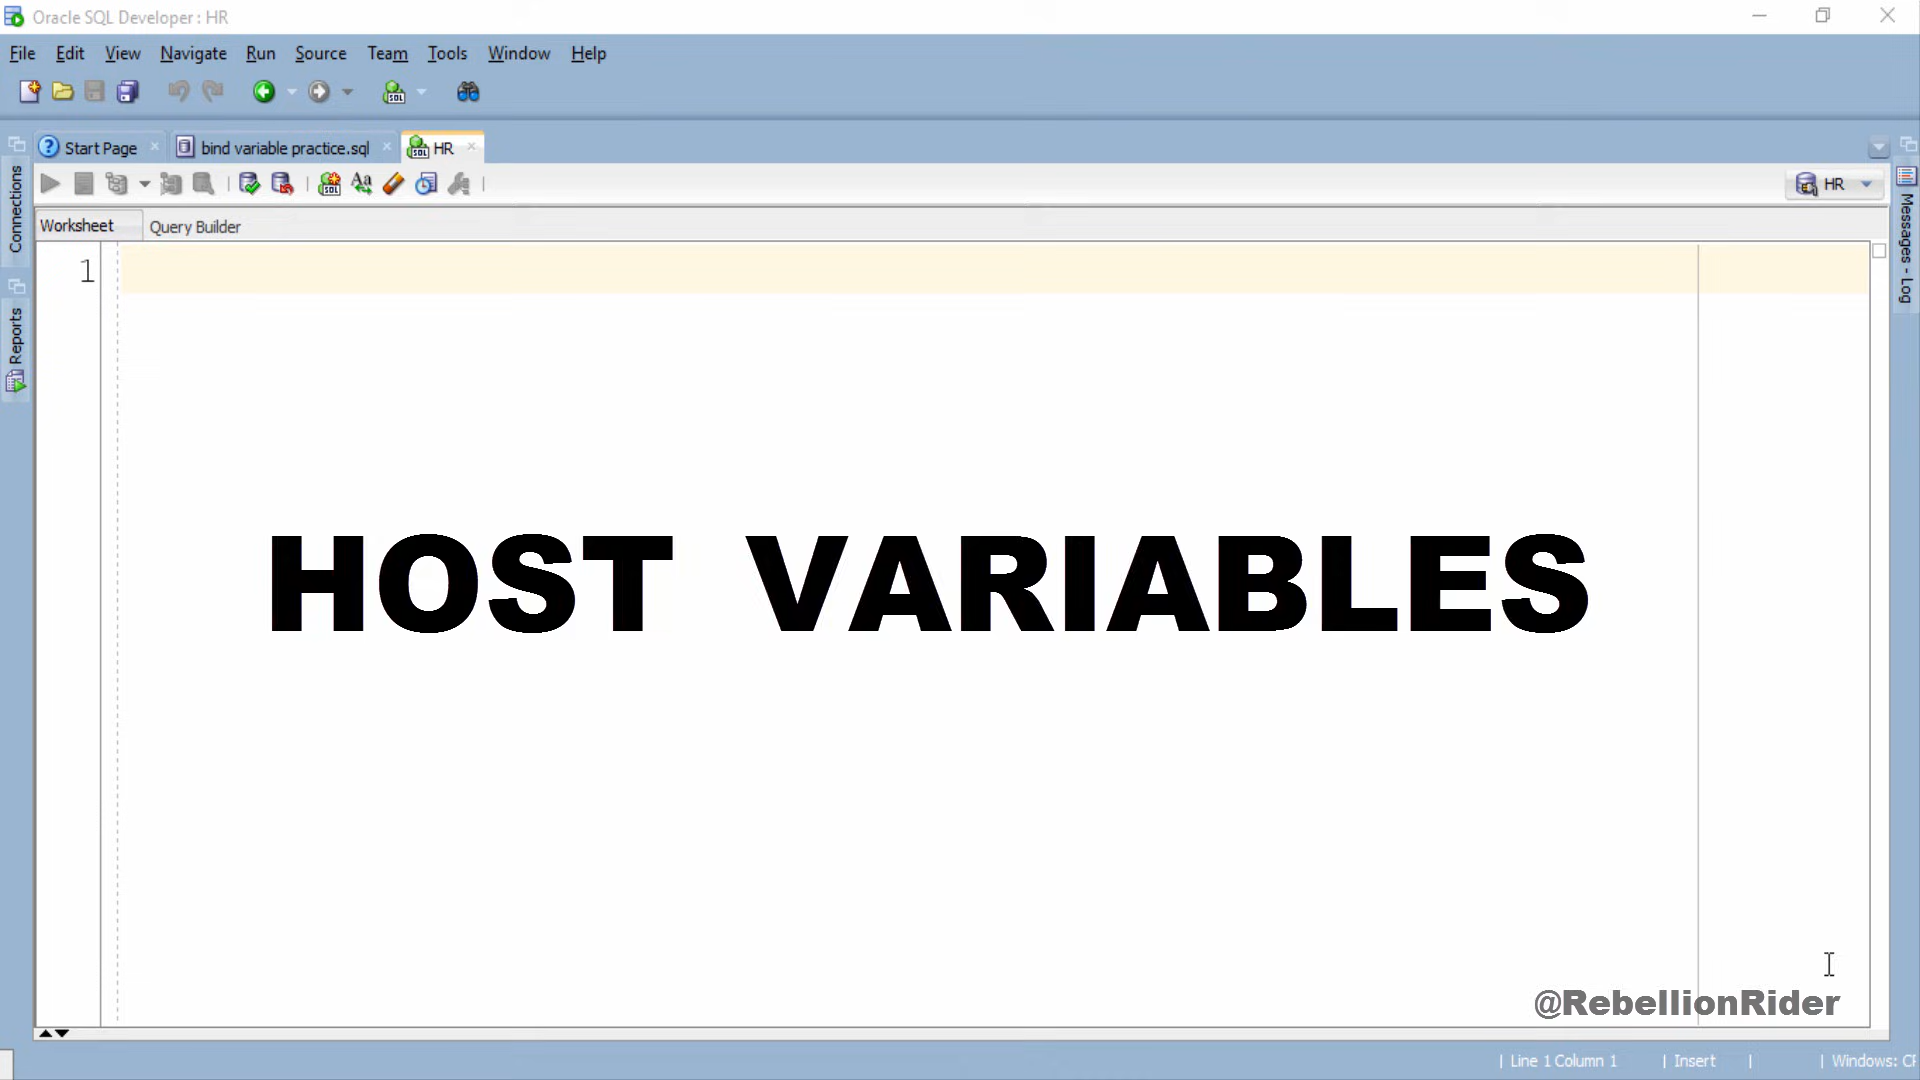 Oracle SQL Developer : HR
File Edit View Navigate Run Source Team Tools Window Help
Start Page bind variable practice.sql HR
HR
Worksheet Query Builder
Connections
Reports
Messages - Log
1
HOST VARIABLES
@RebellionRider
Line 1 Column 1 Insert Windows: CF